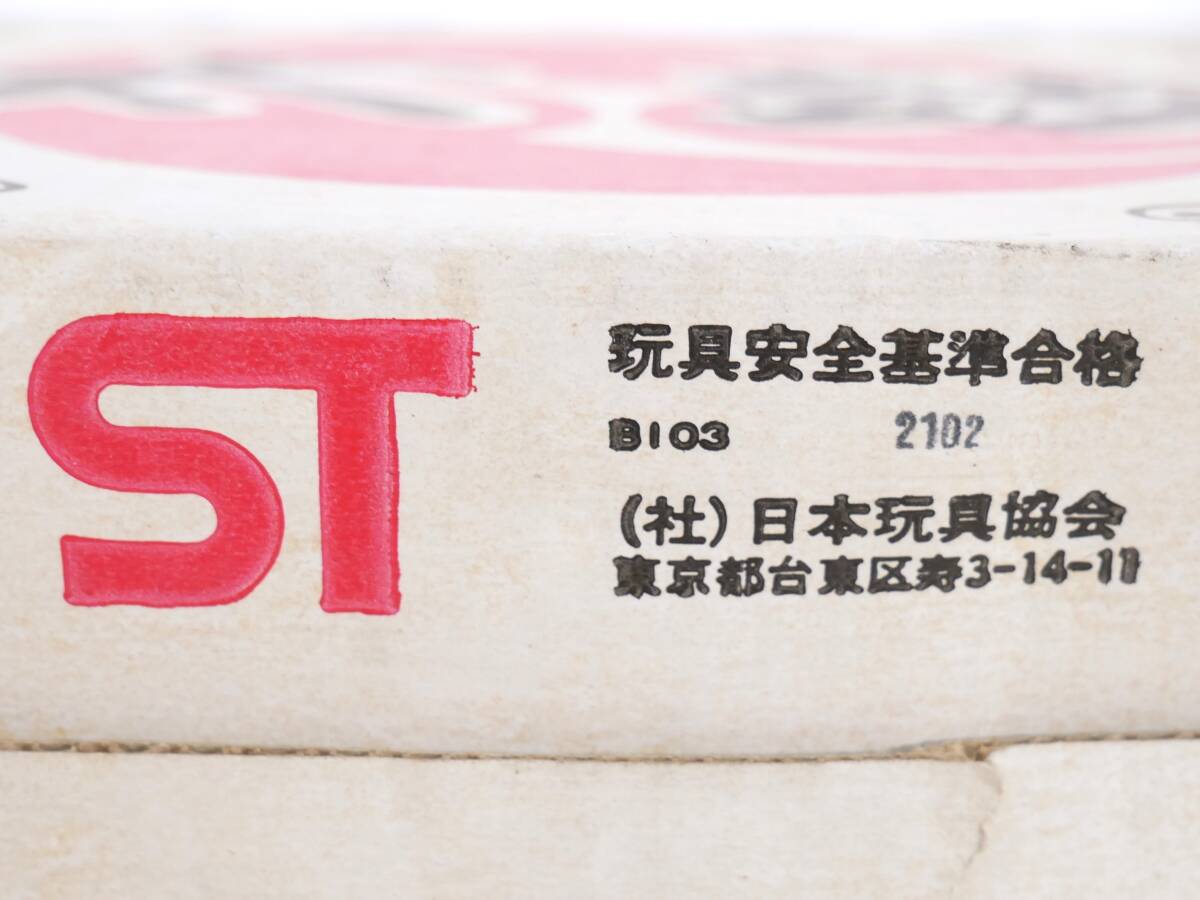 ST
玩具安全基準合格
B103 2102
(社)日本玩具協会
東京都台東区寿3-14-11